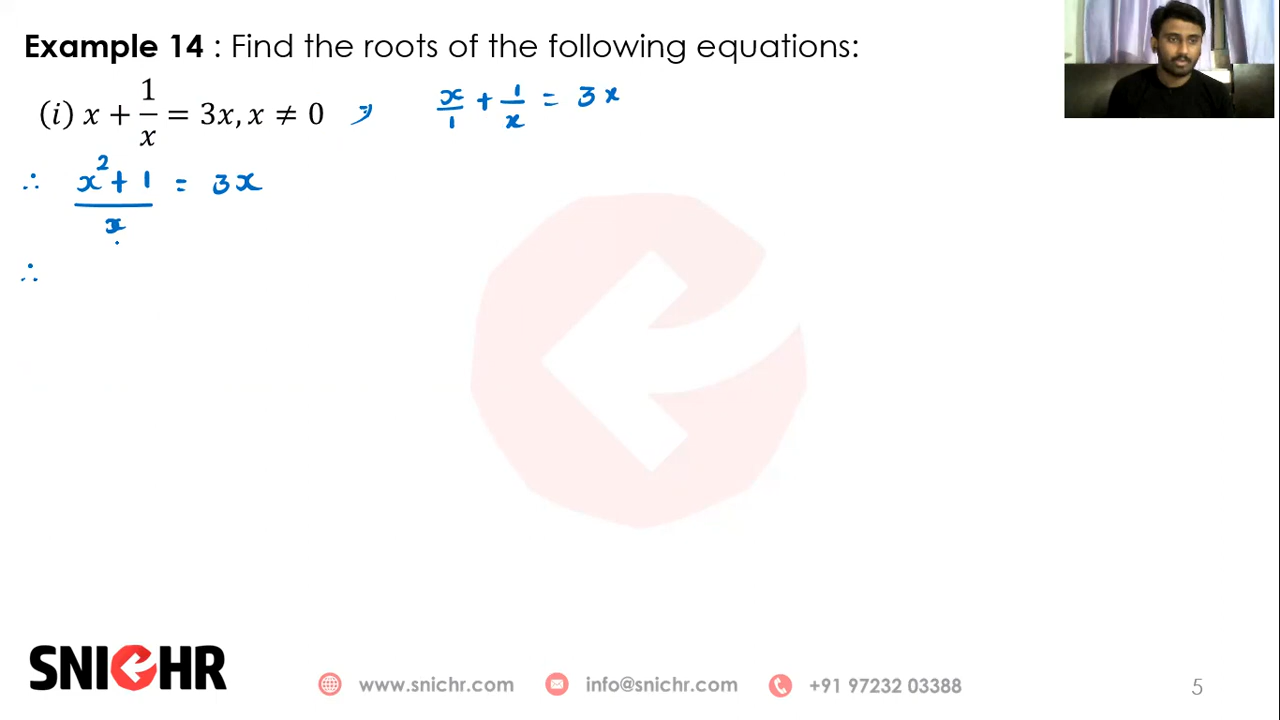 Example 14 : Find the roots of the following equations:
(i) x + 1/x = 3x, x ≠ 0 ⇒ x/1 + 1/x = 3x
∴ (x² + 1)/x = 3x
∴
SNICHR
www.snichr.com info@snichr.com +91 97232 03388 5